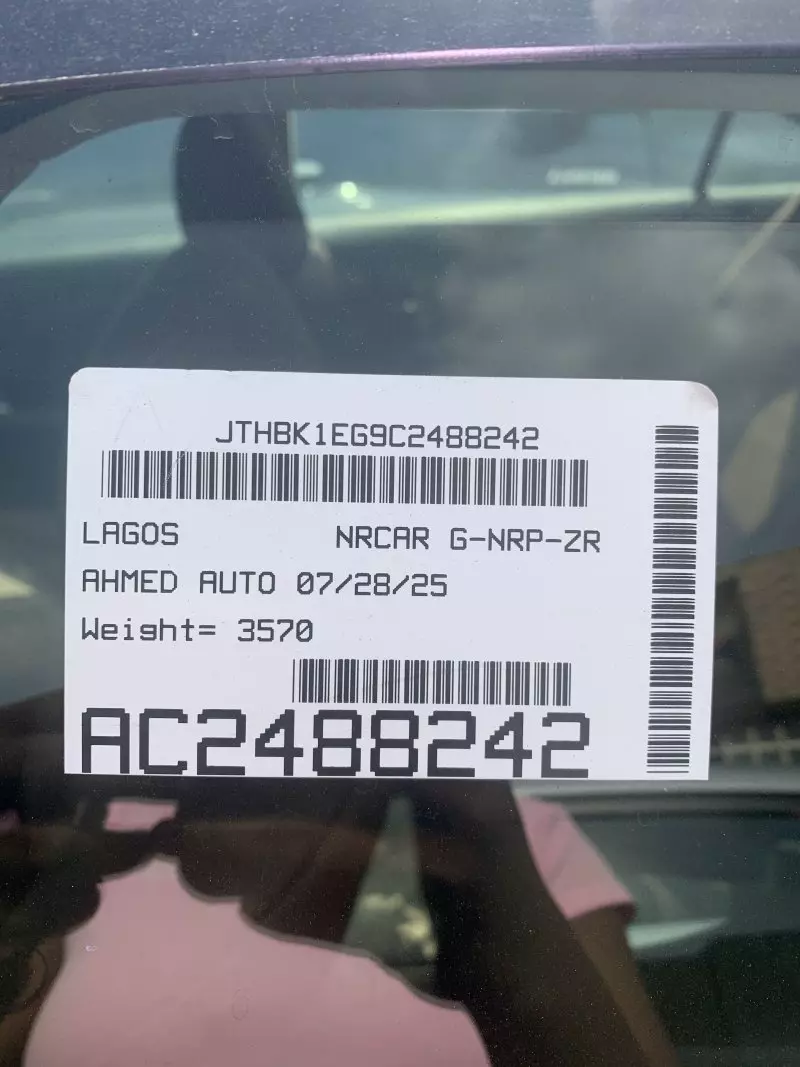 JTHBK1EG9C2488242
LAGOS NRCAR G-NRP-ZR
AHMED AUTO 07/28/25
Weight= 3570
AC2488242